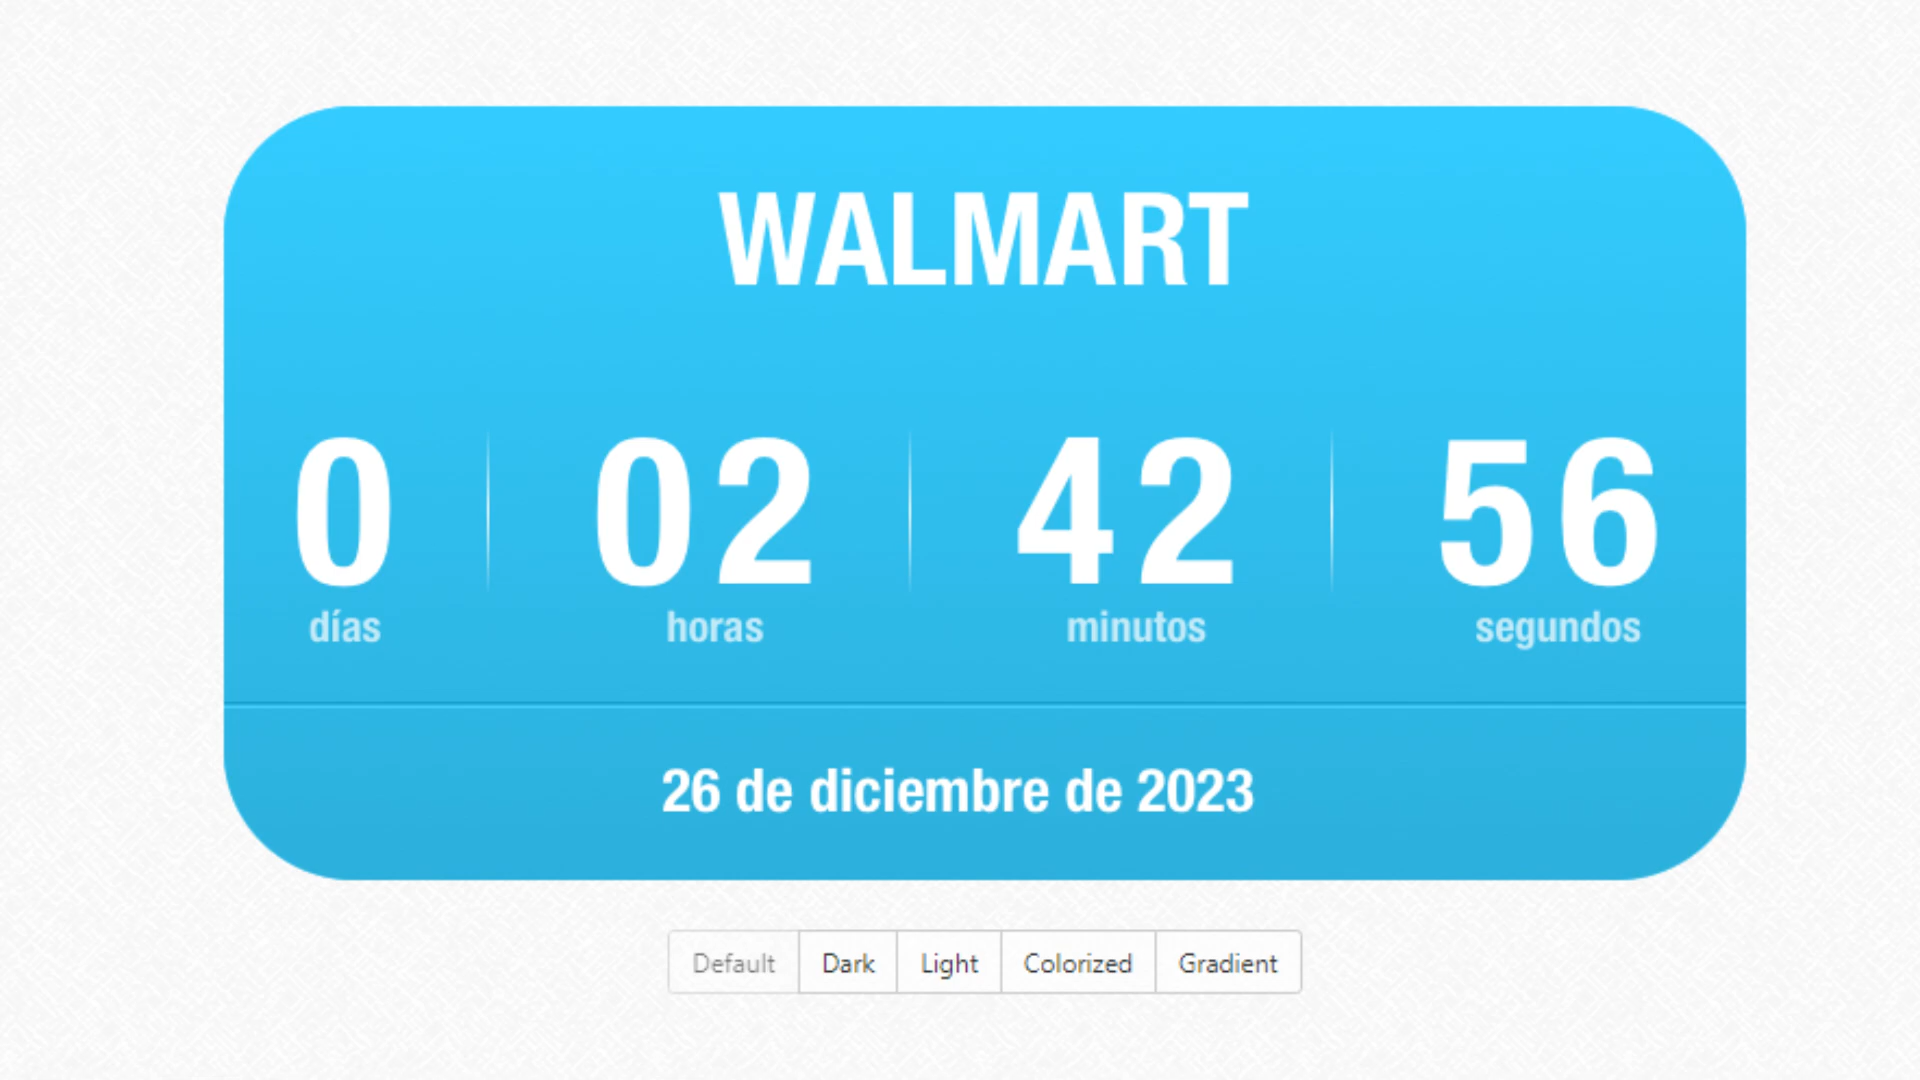 WALMART
0 02 42 56
días horas minutos segundos
26 de diciembre de 2023
Default Dark Light Colorized Gradient